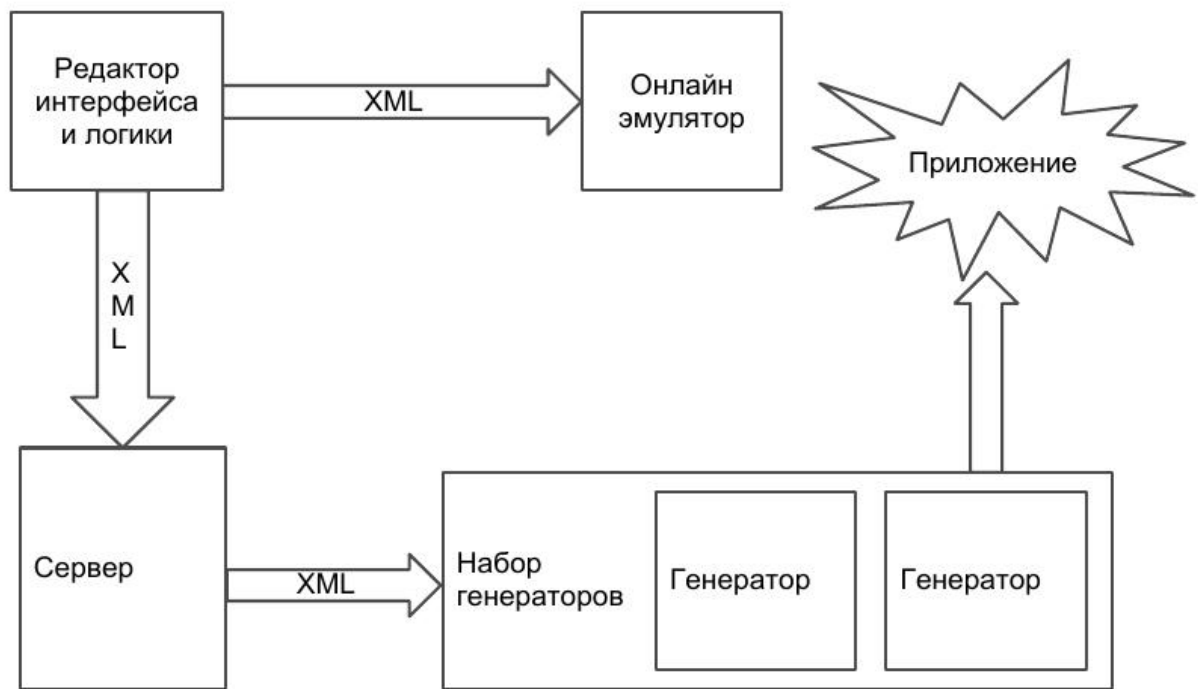 Редактор
интерфейса
и логики
XML
Онлайн
эмулятор
Приложение
X
M
L
Сервер
XML
Набор
генераторов
Генератор
Генератор